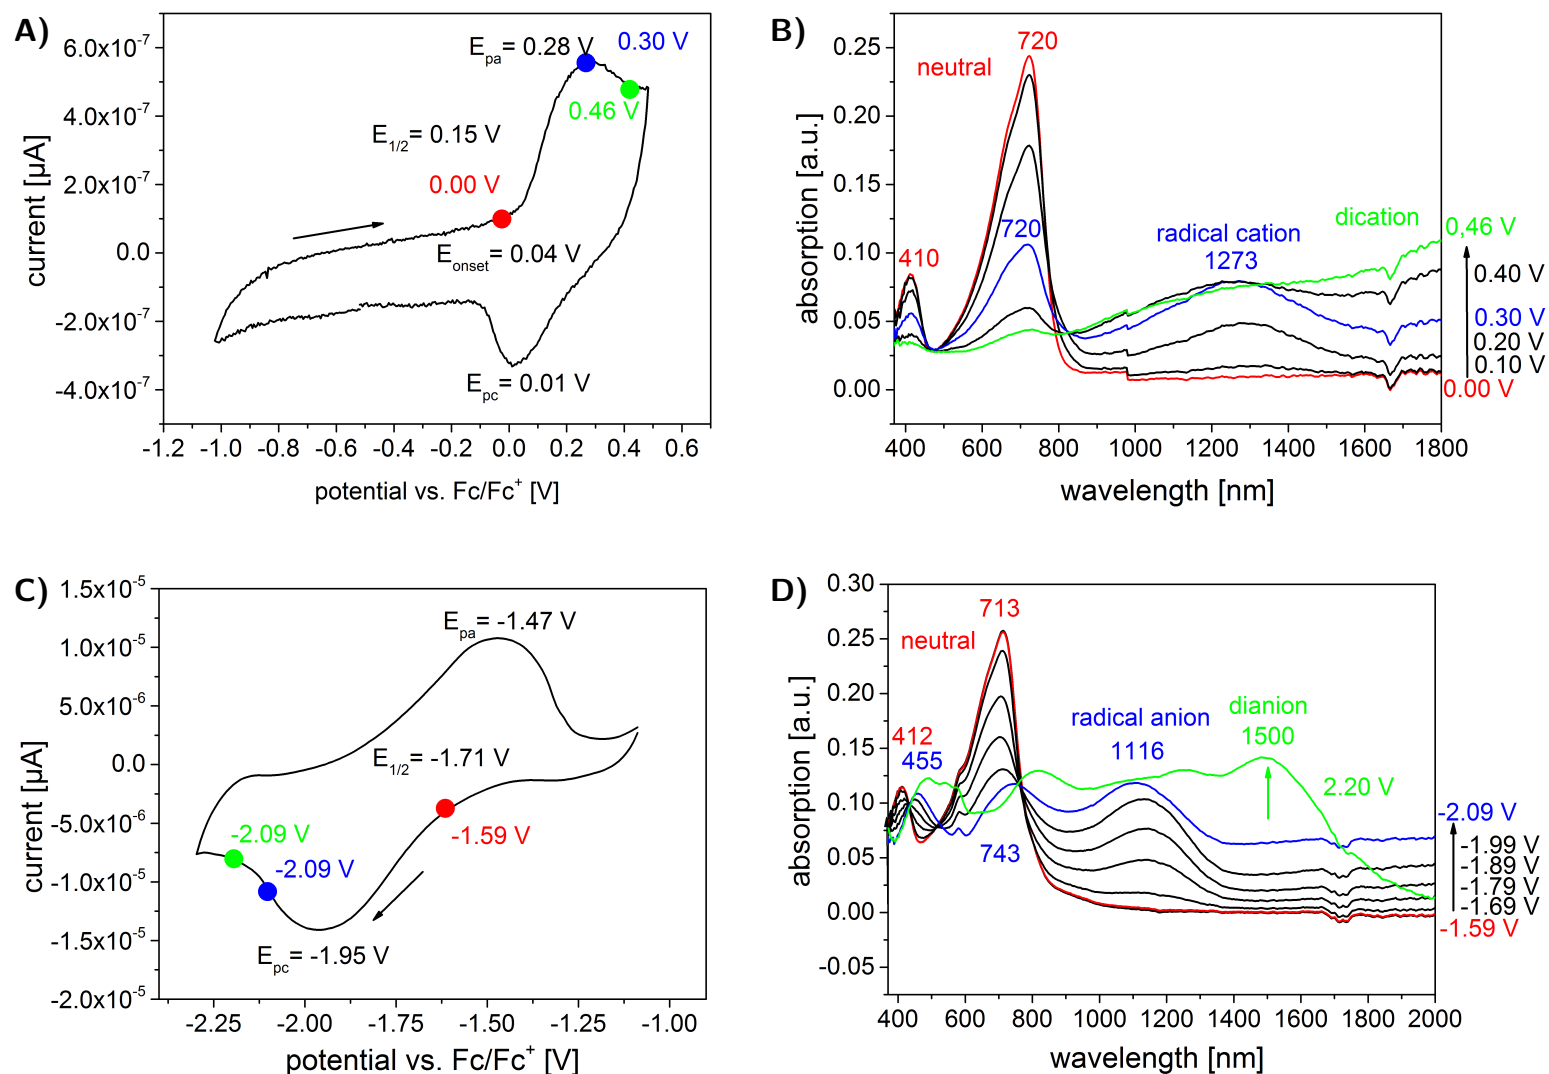 A)
E_pa= 0.28 V
0.30 V
0.46 V
E_1/2= 0.15 V
0.00 V
E_onset= 0.04 V
E_pc= 0.01 V
6.0x10^-7
4.0x10^-7
2.0x10^-7
0.0
-2.0x10^-7
-4.0x10^-7
current [µA]
-1.2 -1.0 -0.8 -0.6 -0.4 -0.2 0.0 0.2 0.4 0.6
potential vs. Fc/Fc^+ [V]
B)
720
neutral
410
720
radical cation
1273
dication
0,46 V
0.40 V
0.30 V
0.20 V
0.10 V
0.00 V
0.25
0.20
0.15
0.10
0.05
0.00
absorption [a.u.]
400 600 800 1000 1200 1400 1600 1800
wavelength [nm]
C)
E_pa= -1.47 V
E_1/2= -1.71 V
-1.59 V
-2.09 V
-2.09 V
E_pc= -1.95 V
1.5x10^-5
1.0x10^-5
5.0x10^-6
0.0
-5.0x10^-6
-1.0x10^-5
-1.5x10^-5
-2.0x10^-5
current [µA]
-2.25 -2.00 -1.75 -1.50 -1.25 -1.00
potential vs. Fc/Fc^+ [V]
D)
713
neutral
412
455
743
radical anion
1116
dianion
1500
2.20 V
-2.09 V
-1.99 V
-1.89 V
-1.79 V
-1.69 V
-1.59 V
0.30
0.25
0.20
0.15
0.10
0.05
0.00
-0.05
absorption [a.u.]
400 600 800 1000 1200 1400 1600 1800 2000
wavelength [nm]